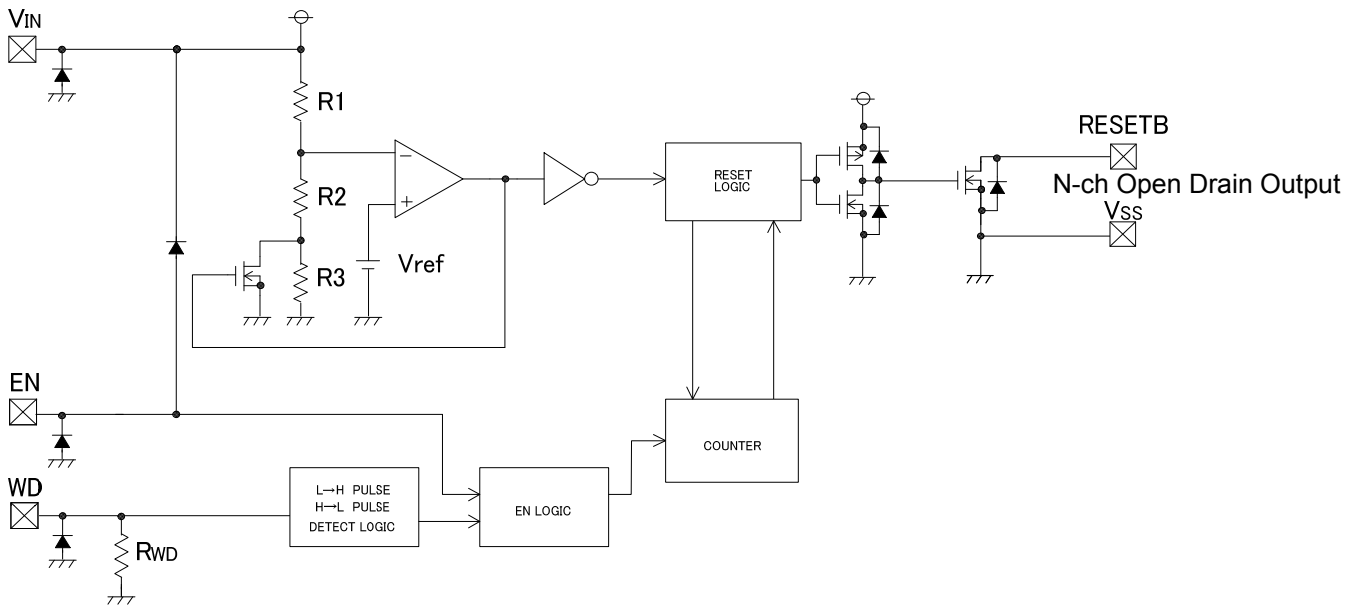 VIN
R1
R2
R3
−
+
Vref
RESET
LOGIC
RESETB
N-ch Open Drain Output
VSS
EN
COUNTER
WD
L→H PULSE
H→L PULSE
DETECT LOGIC
EN LOGIC
RWD